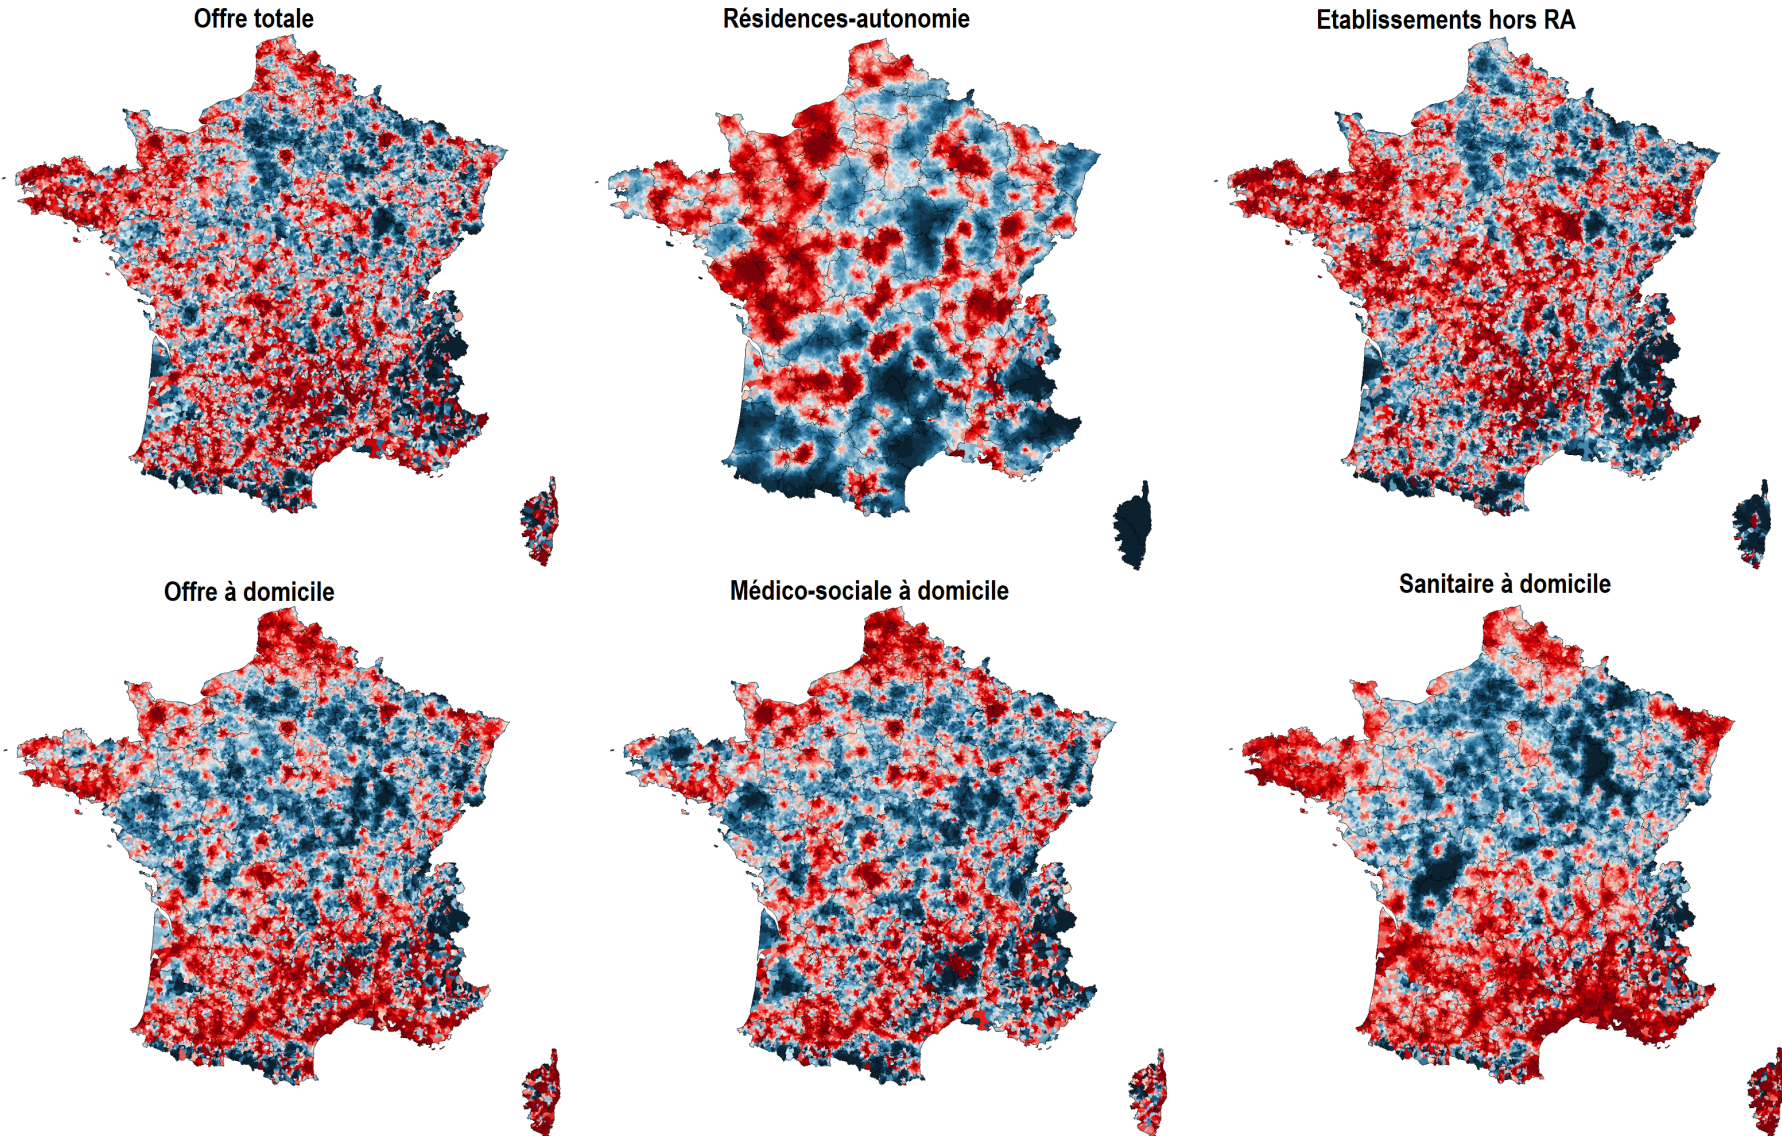 Offre totale
Résidences-autonomie
Etablissements hors RA
Offre à domicile
Médico-sociale à domicile
Sanitaire à domicile